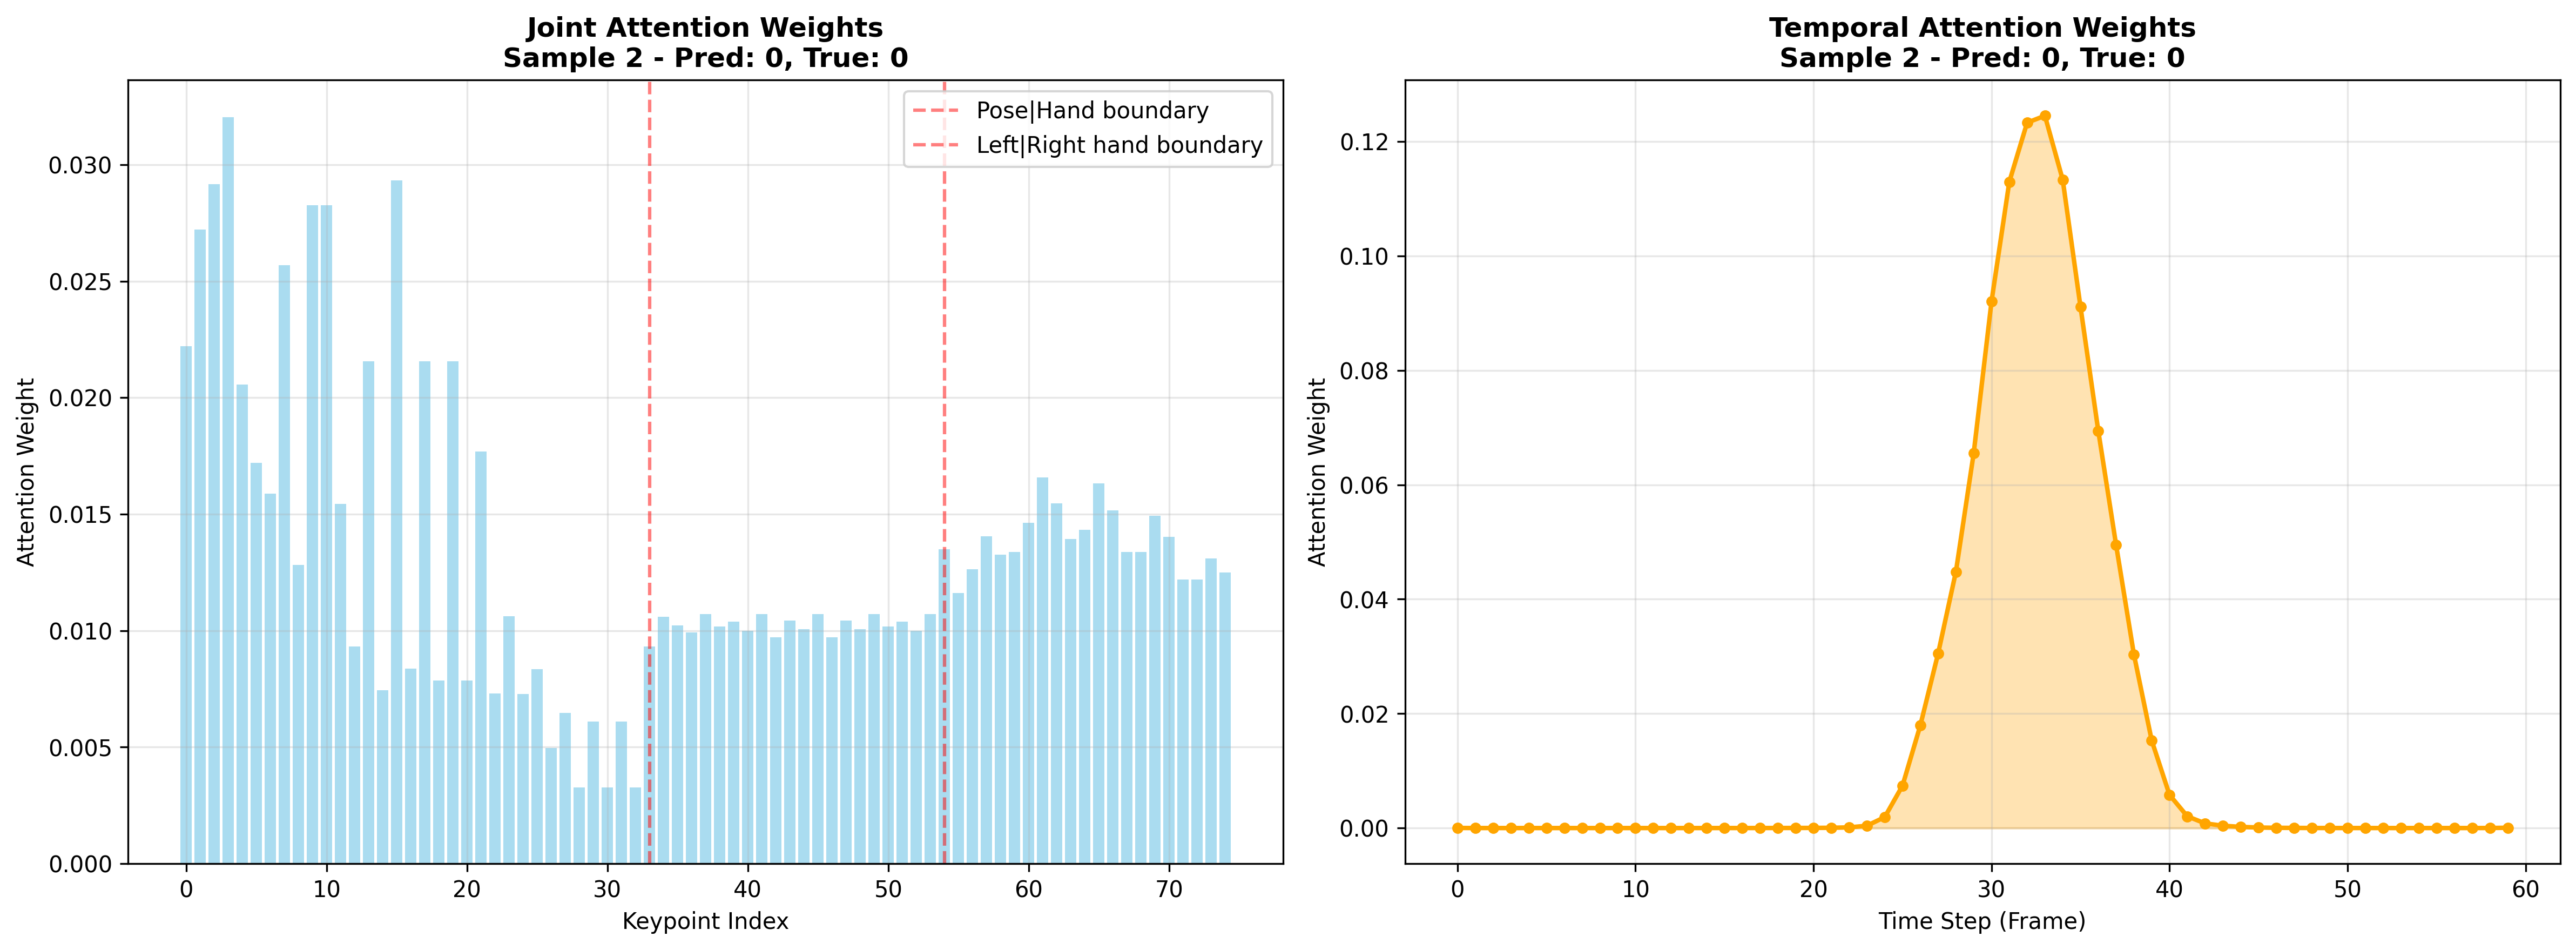 Joint Attention Weights
Sample 2 - Pred: 0, True: 0
Pose|Hand boundary
Left|Right hand boundary
0.030
0.025
0.020
0.015
0.010
0.005
0.000
Attention Weight
0 10 20 30 40 50 60 70
Keypoint Index
Temporal Attention Weights
Sample 2 - Pred: 0, True: 0
0.12
0.10
0.08
0.06
0.04
0.02
0.00
Attention Weight
0 10 20 30 40 50 60
Time Step (Frame)